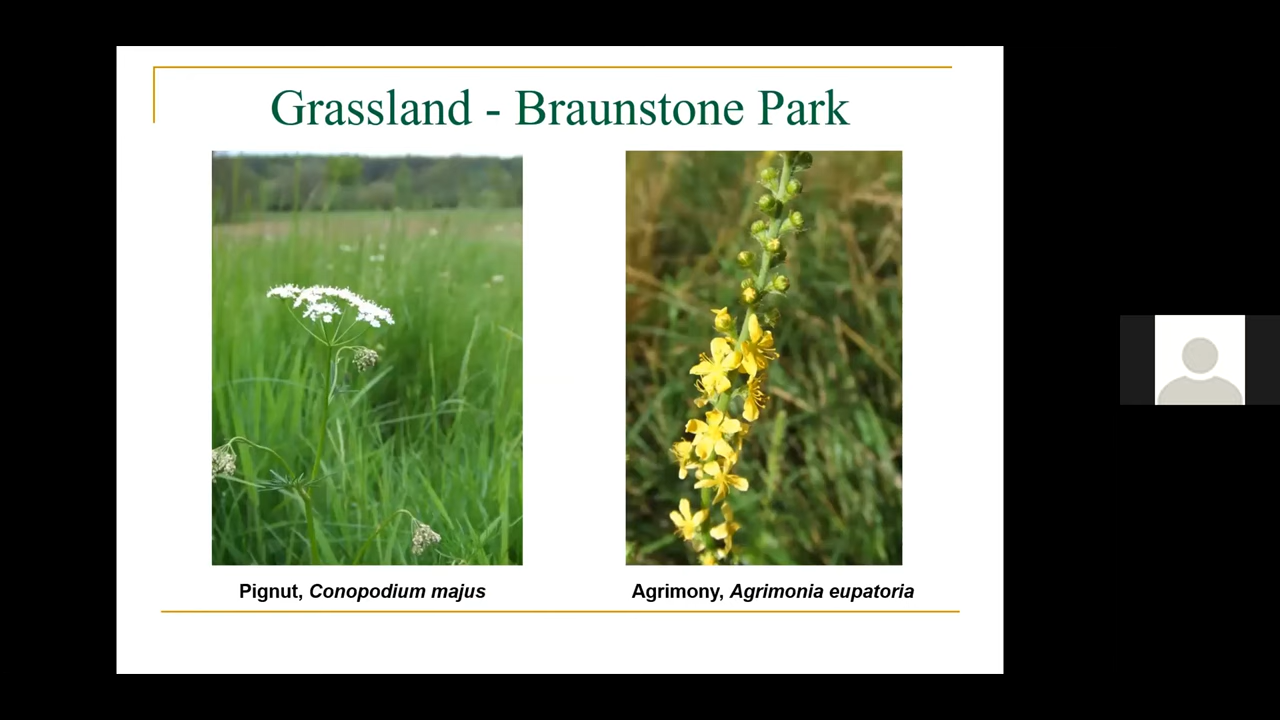 Grassland - Braunstone Park
Pignut, Conopodium majus
Agrimony, Agrimonia eupatoria